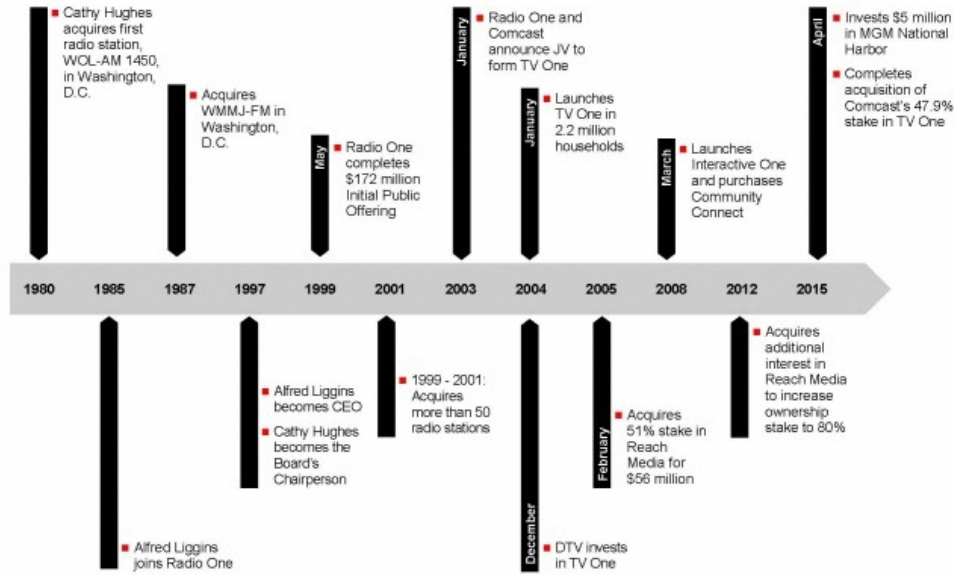 Cathy Hughes
acquires first
radio station,
WOL-AM 1450,
in Washington,
D.C.
Acquires
WMMJ-FM in
Washington,
D.C.
May
Radio One
completes
$172 million
Initial Public
Offering
January
Radio One and
Comcast
announce JV to
form TV One
January
Launches
TV One in
2.2 million
households
March
Launches
Interactive One
and purchases
Community
Connect
April
Invests $5 million
in MGM National
Harbor
Completes
acquisition of
Comcast's 47.9%
stake in TV One
1980 1985 1987 1997 1999 2001 2003 2004 2005 2008 2012 2015
Alfred Liggins
joins Radio One
Alfred Liggins
becomes CEO
Cathy Hughes
becomes the
Board's
Chairperson
1999 - 2001:
Acquires
more than 50
radio stations
December
DTV invests
in TV One
February
Acquires
51% stake in
Reach
Media for
$56 million
Acquires
additional
interest in
Reach Media
to increase
ownership
stake to 80%